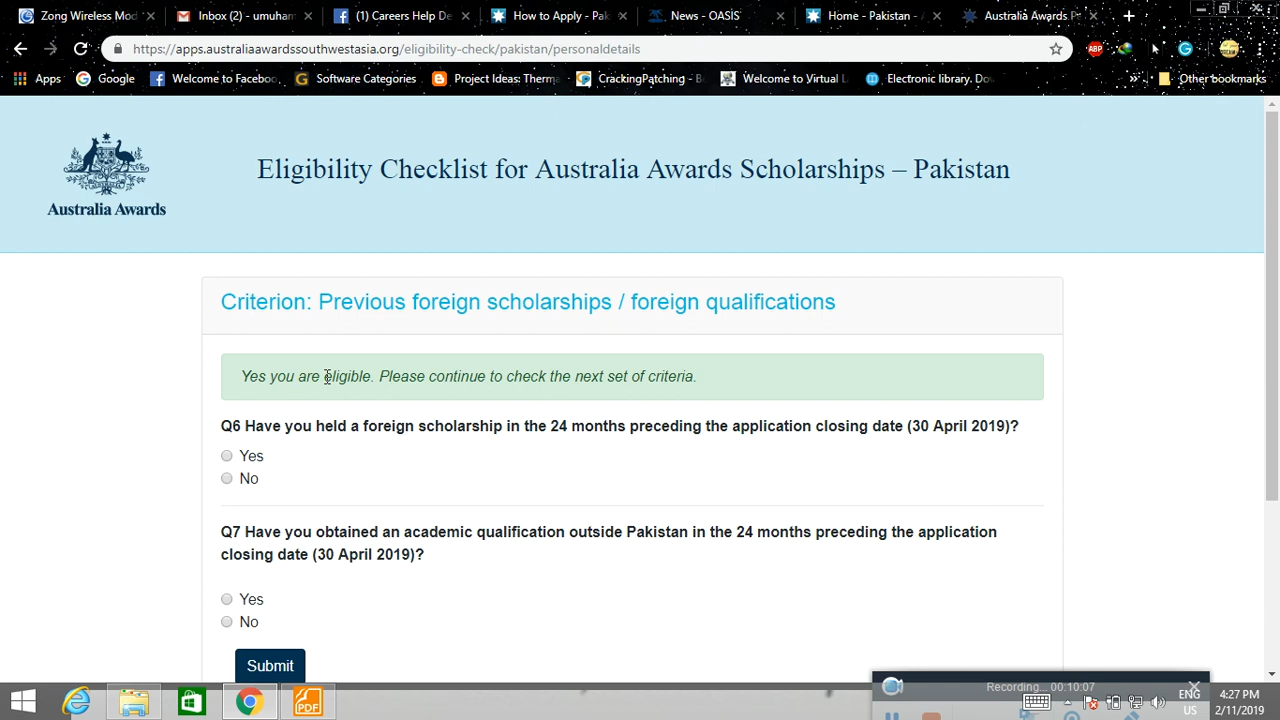 Zong Wireless Mod
Inbox (2) - umuham
(1) Careers Help De
How to Apply - Pak
News - OASIS
Home - Pakistan - A
Australia Awards P
https://apps.australiaawardssouthwestasia.org/eligibility-check/pakistan/personaldetails
ABP
Apps
Google
Welcome to Faceboo
Software Categories
Project Ideas: Therma
CrackingPatching - B
Welcome to Virtual L
Electronic library. Do
Other bookmarks
Australia Awards
Eligibility Checklist for Australia Awards Scholarships – Pakistan
Criterion: Previous foreign scholarships / foreign qualifications
Yes you are eligible. Please continue to check the next set of criteria.
Q6 Have you held a foreign scholarship in the 24 months preceding the application closing date (30 April 2019)?
Yes
No
Q7 Have you obtained an academic qualification outside Pakistan in the 24 months preceding the application
closing date (30 April 2019)?
Yes
No
Submit
Recording... 00:10:07
PDF
ENG
US
4:27 PM
2/11/2019